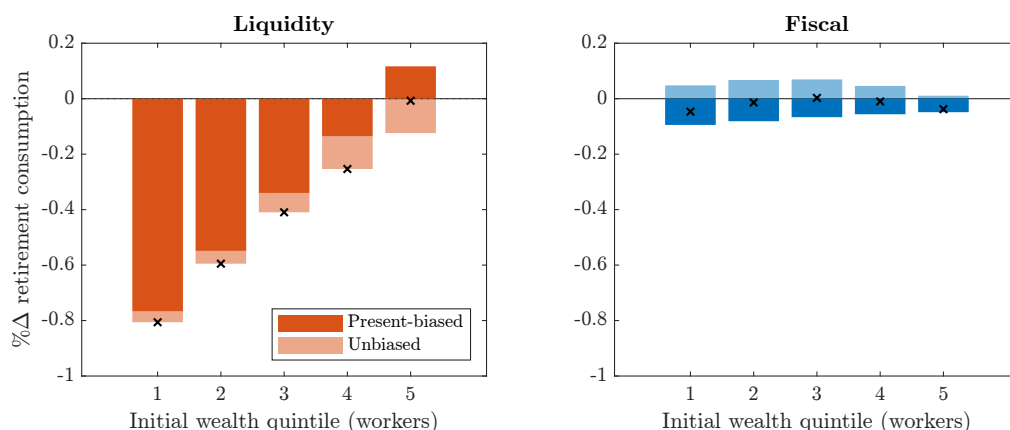 Liquidity
%Δ retirement consumption
0.2
0
-0.2
-0.4
-0.6
-0.8
-1
Present-biased
Unbiased
1 2 3 4 5
Initial wealth quintile (workers)
Fiscal
0.2
0
-0.2
-0.4
-0.6
-0.8
-1
1 2 3 4 5
Initial wealth quintile (workers)